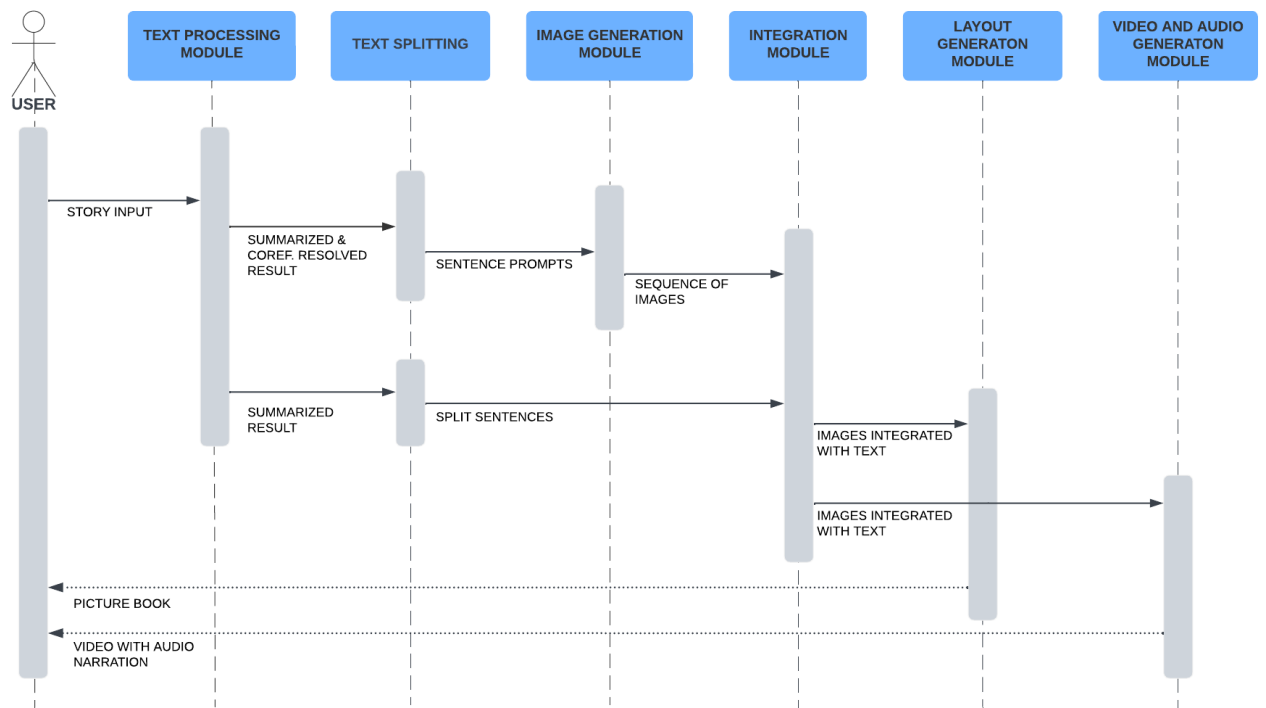 USER
TEXT PROCESSING
MODULE
TEXT SPLITTING
IMAGE GENERATION
MODULE
INTEGRATION
MODULE
LAYOUT
GENERATON
MODULE
VIDEO AND AUDIO
GENERATON
MODULE
STORY INPUT
SUMMARIZED &
COREF. RESOLVED
RESULT
SENTENCE PROMPTS
SEQUENCE OF
IMAGES
SUMMARIZED
RESULT
SPLIT SENTENCES
IMAGES INTEGRATED
WITH TEXT
IMAGES INTEGRATED
WITH TEXT
PICTURE BOOK
VIDEO WITH AUDIO
NARRATION